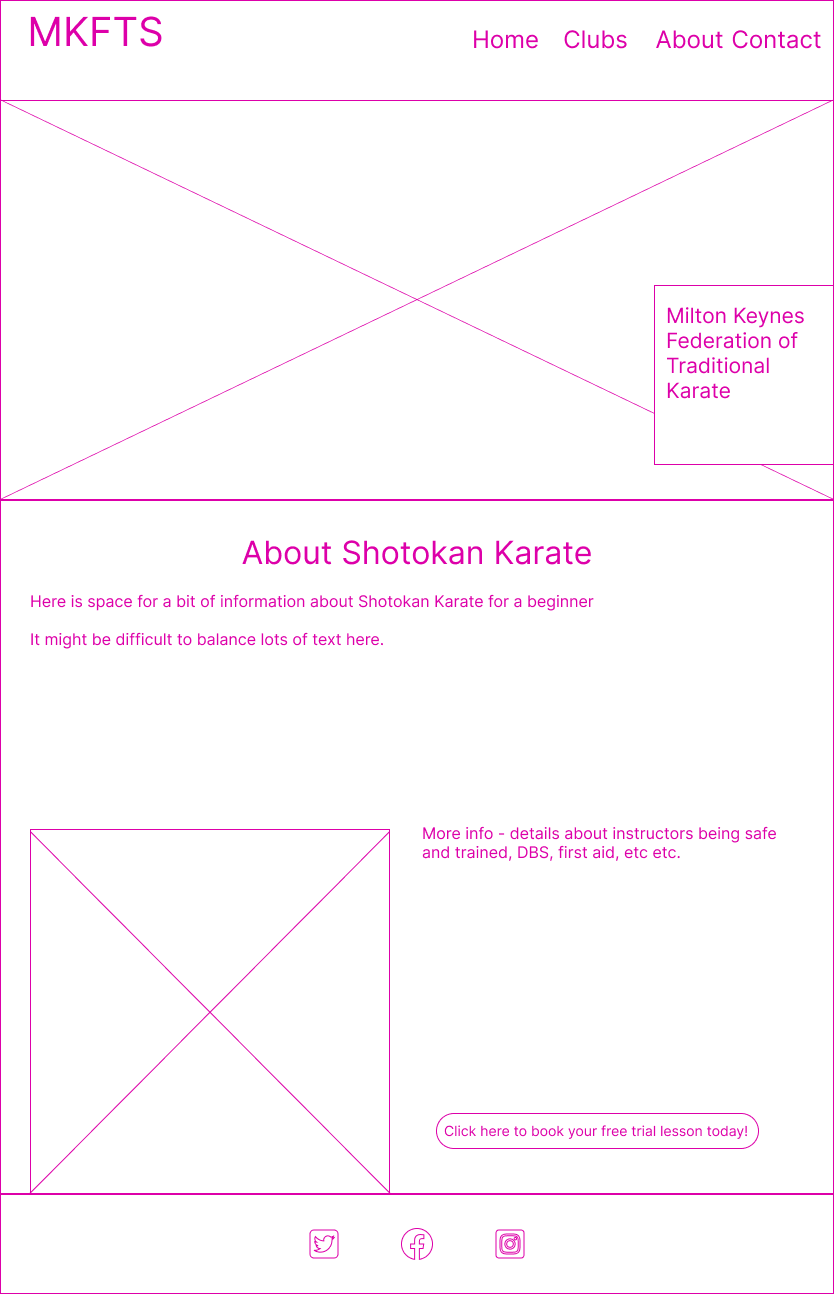 MKFTS
Home Clubs About Contact
Milton Keynes
Federation of
Traditional
Karate
About Shotokan Karate
Here is space for a bit of information about Shotokan Karate for a beginner
It might be difficult to balance lots of text here.
More info - details about instructors being safe
and trained, DBS, first aid, etc etc.
Click here to book your free trial lesson today!